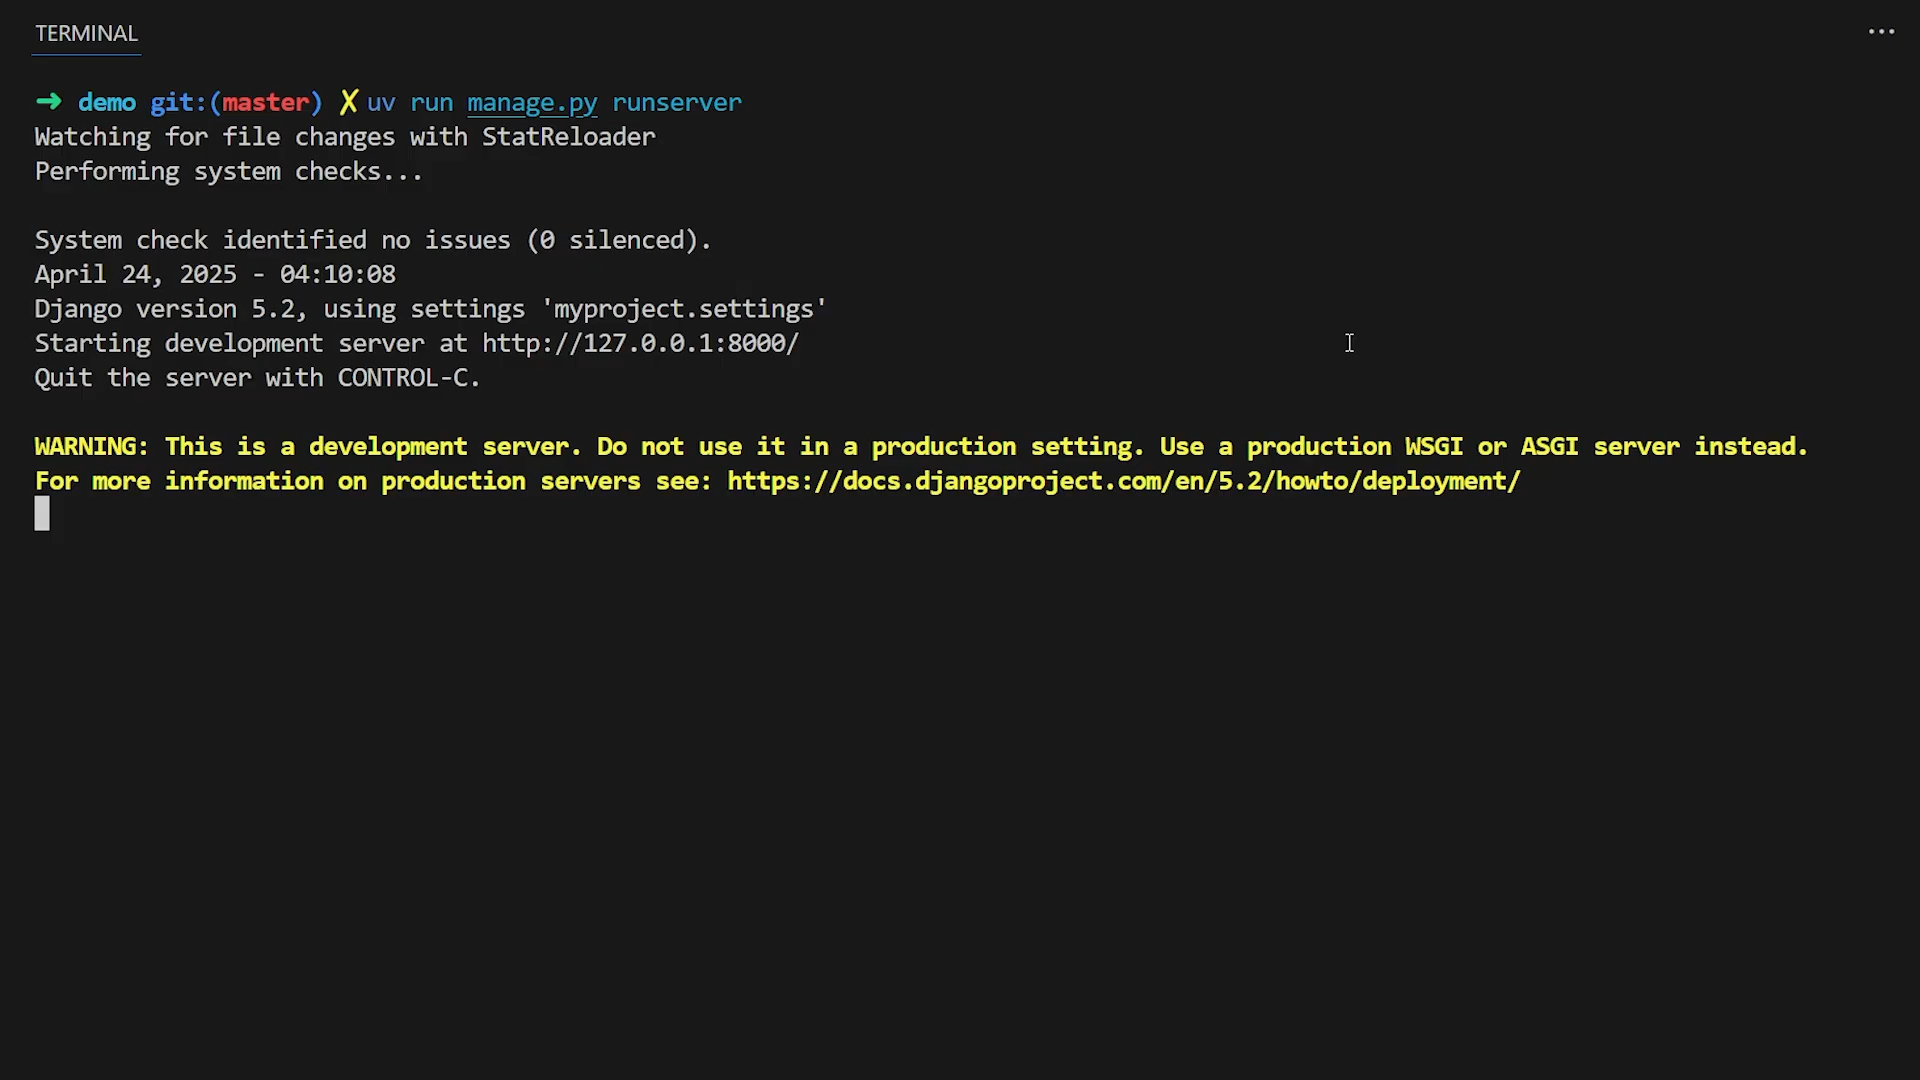 TERMINAL
➜ demo git:(master) ✗ uv run manage.py runserver
Watching for file changes with StatReloader
Performing system checks...
System check identified no issues (0 silenced).
April 24, 2025 - 04:10:08
Django version 5.2, using settings 'myproject.settings'
Starting development server at http://127.0.0.1:8000/
Quit the server with CONTROL-C.
WARNING: This is a development server. Do not use it in a production setting. Use a production WSGI or ASGI server instead.
For more information on production servers see: https://docs.djangoproject.com/en/5.2/howto/deployment/